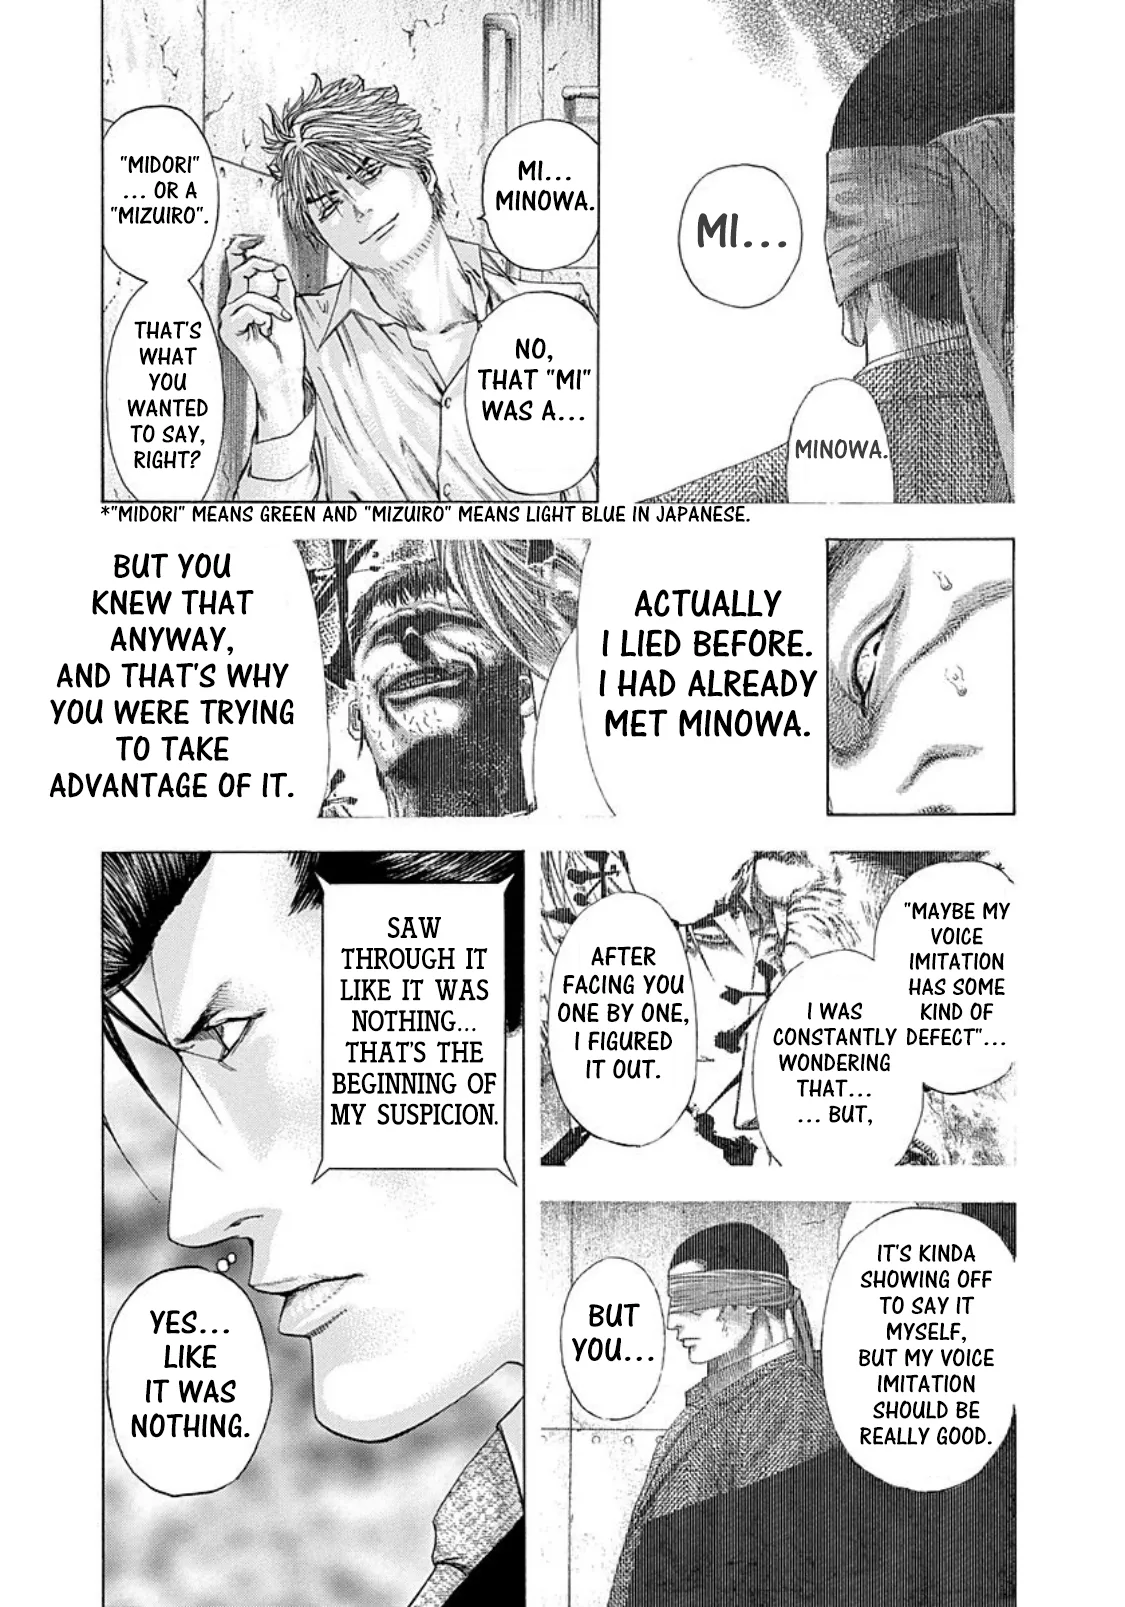 MI...
MINOWA.
MI...
MINOWA.
NO,
THAT "MI"
WAS A...
"MIDORI"
... OR A
"MIZUIRO".
THAT'S
WHAT
YOU
WANTED
TO SAY,
RIGHT?
*"MIDORI" MEANS GREEN AND "MIZUIRO" MEANS LIGHT BLUE IN JAPANESE.
ACTUALLY
I LIED BEFORE.
I HAD ALREADY
MET MINOWA.
BUT YOU
KNEW THAT
ANYWAY,
AND THAT'S WHY
YOU WERE TRYING
TO TAKE
ADVANTAGE OF IT.
"MAYBE MY
VOICE
IMITATION
HAS SOME
KIND OF
DEFECT"...
I WAS
CONSTANTLY
WONDERING
THAT...
... BUT,
AFTER
FACING YOU
ONE BY ONE,
I FIGURED
IT OUT.
IT'S KINDA
SHOWING OFF
TO SAY IT
MYSELF,
BUT MY VOICE
IMITATION
SHOULD BE
REALLY GOOD.
BUT
YOU...
SAW
THROUGH IT
LIKE IT WAS
NOTHING...
THAT'S THE
BEGINNING OF
MY SUSPICION.
YES...
LIKE
IT WAS
NOTHING.